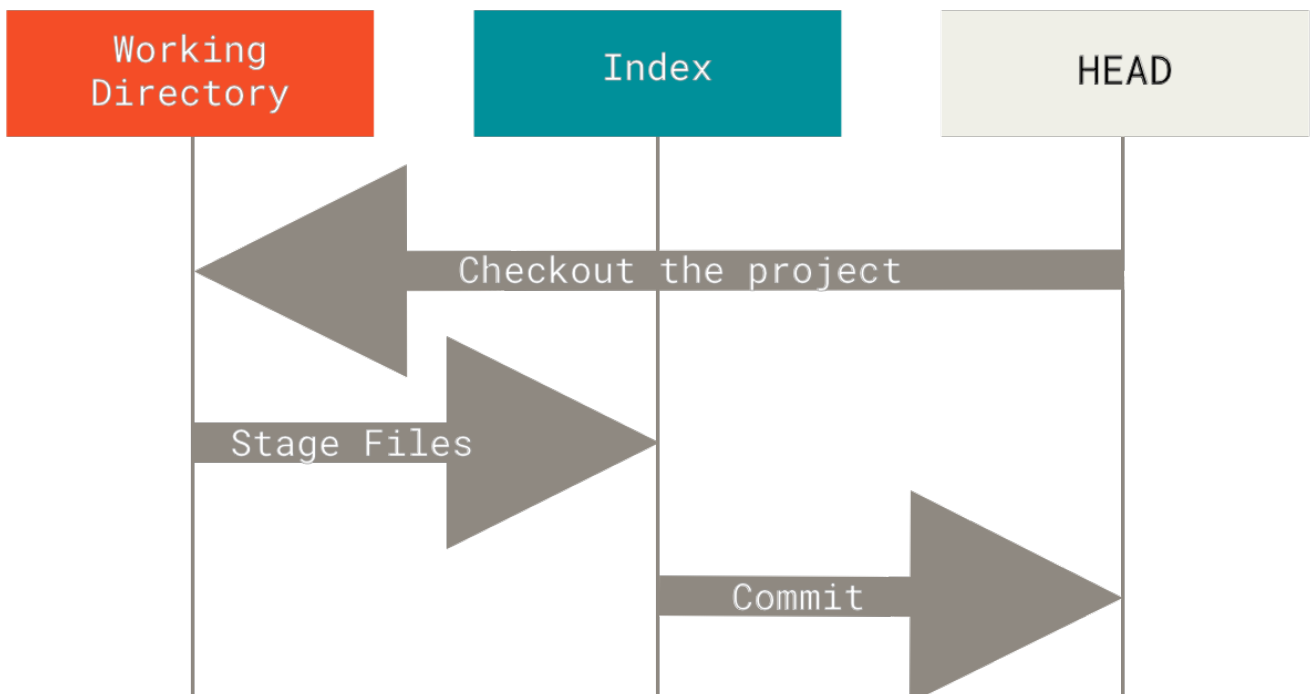 Working
Directory
Index
HEAD
Checkout the project
Stage Files
Commit